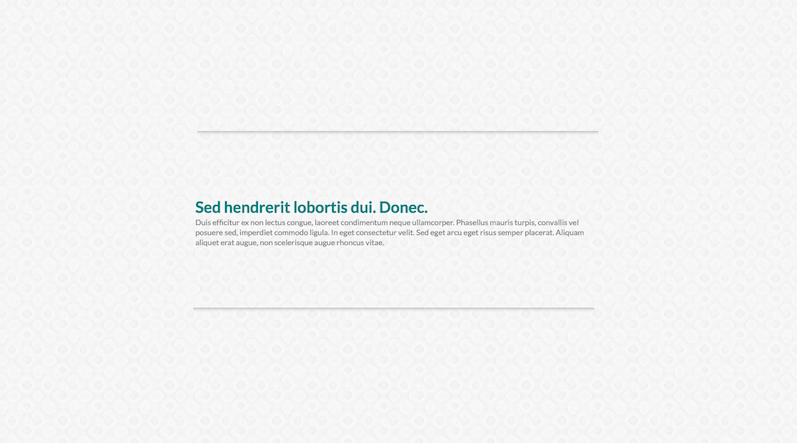 Sed hendrerit lobortis dui. Donec.
Duis efficitur ex non lectus congue, laoreet condimentum neque ullamcorper. Phasellus mauris turpis, convallis vel
posuere sed, imperdiet commodo ligula. In eget consectetur velit. Sed eget arcu eget risus semper placerat. Aliquam
aliquet erat augue, non scelerisque augue rhoncus vitae.